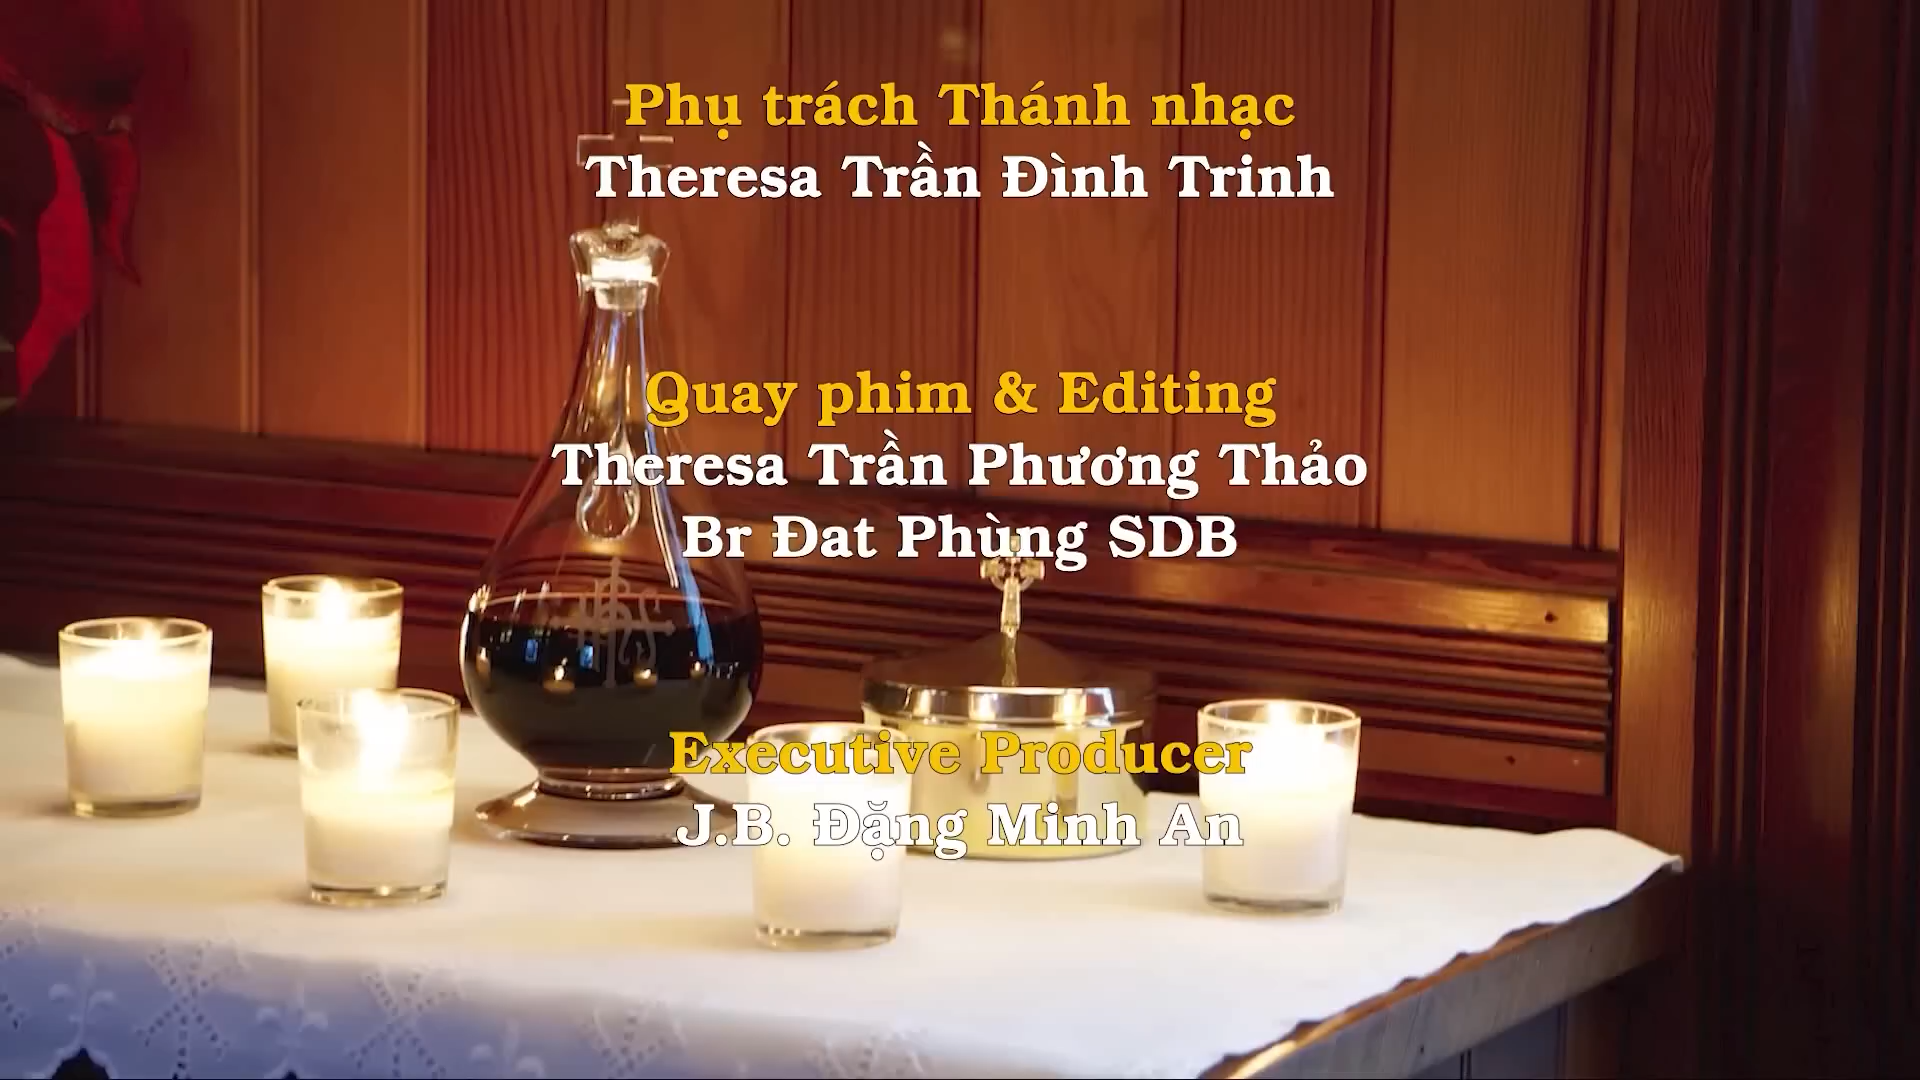 Phụ trách Thánh nhạc
Theresa Trần Đình Trinh
Quay phim & Editing
Theresa Trần Phương Thảo
Br Đat Phùng SDB
Executive Producer
J.B. Đặng Minh An